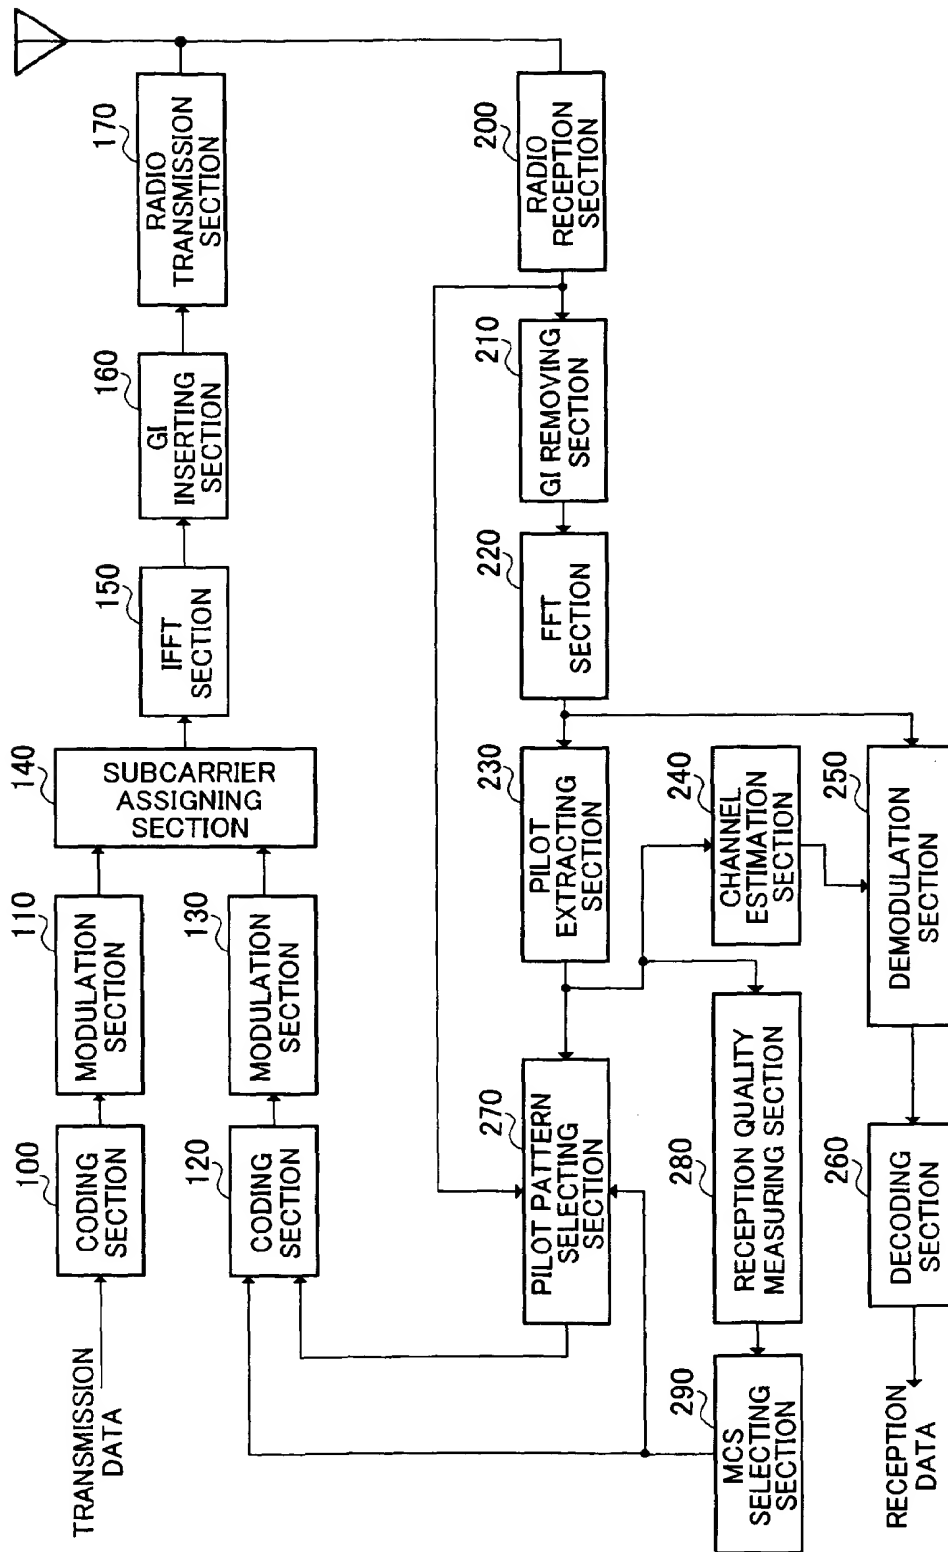 TRANSMISSION
DATA
100
CODING
SECTION
110
MODULATION
SECTION
120
CODING
SECTION
130
MODULATION
SECTION
140
SUBCARRIER
ASSIGNING
SECTION
150
IFFT
SECTION
160
GI
INSERTING
SECTION
170
RADIO
TRANSMISSION
SECTION
200
RADIO
RECEPTION
SECTION
210
GI REMOVING
SECTION
220
FFT
SECTION
230
PILOT
EXTRACTING
SECTION
240
CHANNEL
ESTIMATION
SECTION
250
DEMODULATION
SECTION
260
DECODING
SECTION
270
PILOT PATTERN
SELECTING
SECTION
280
RECEPTION QUALITY
MEASURING SECTION
290
MCS
SELECTING
SECTION
RECEPTION
DATA